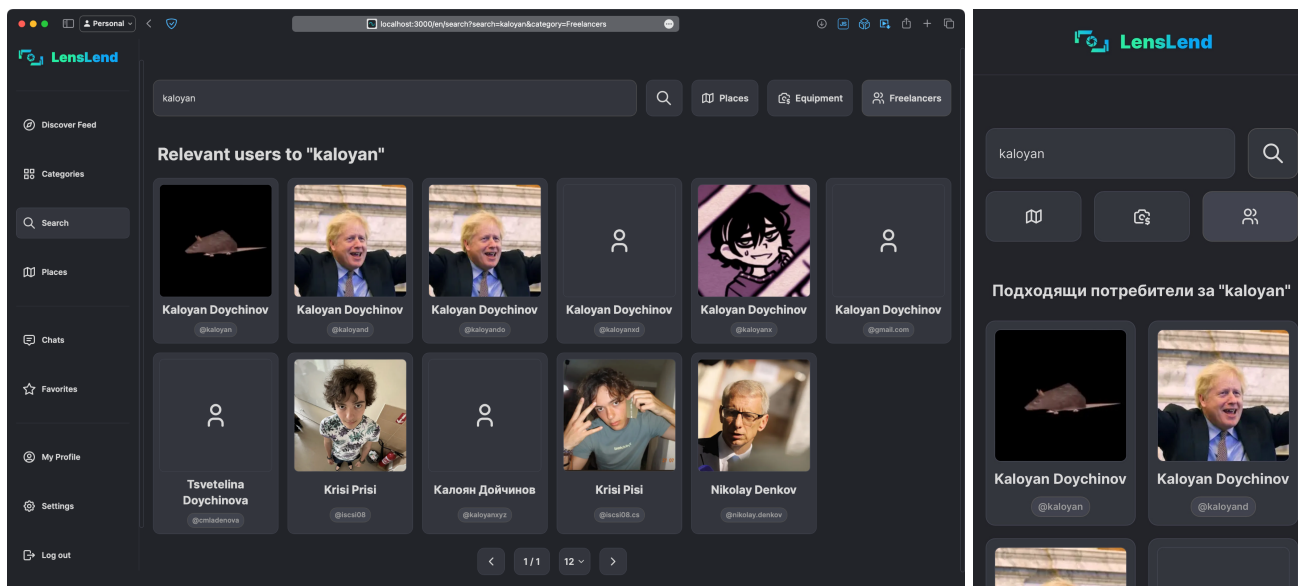 Personal
localhost:3000/en/search?search=kaloyan&category=Freelancers
JS
LensLend
Discover Feed
Categories
Search
Places
Chats
Favorites
My Profile
Settings
Log out
kaloyan
Places
Equipment
Freelancers
Relevant users to "kaloyan"
Kaloyan Doychinov
@kaloyan
Kaloyan Doychinov
@kaloyand
Kaloyan Doychinov
@kaloyando
Kaloyan Doychinov
@kaloyanxd
Kaloyan Doychinov
@kaloyanx
Kaloyan Doychinov
@gmail.com
Tsvetelina
Doychinova
@cmladenova
Krisi Prisi
@iscsi08
Калоян Дойчинов
@kaloyanxyz
Krisi Pisi
@iscsi08.cs
Nikolay Denkov
@nikolay.denkov
1 / 1
12
LensLend
kaloyan
Подходящи потребители за "kaloyan"
Kaloyan Doychinov
@kaloyan
Kaloyan Doychinov
@kaloyand